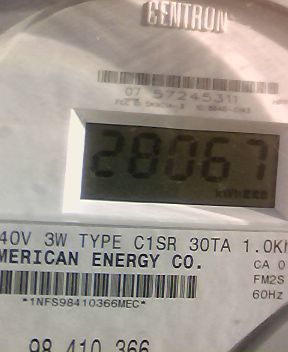 CENTRON
07 57245311
28067
40V 3W TYPE C1SR 30TA 1.0K
MERICAN ENERGY CO.
CA 0
FM2S
*1NFS98410366MEC*
60Hz
98 410 366